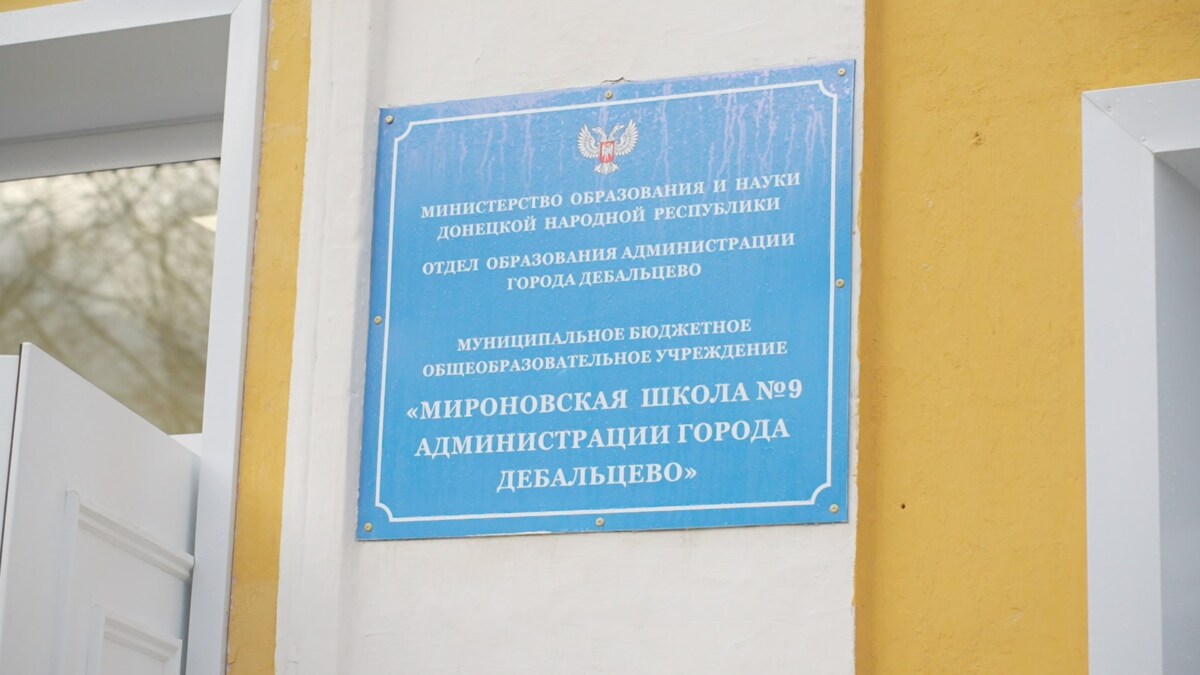 МИНИСТЕРСТВО ОБРАЗОВАНИЯ И НАУКИ
ДОНЕЦКОЙ НАРОДНОЙ РЕСПУБЛИКИ
ОТДЕЛ ОБРАЗОВАНИЯ АДМИНИСТРАЦИИ
ГОРОДА ДЕБАЛЬЦЕВО
МУНИЦИПАЛЬНОЕ БЮДЖЕТНОЕ
ОБЩЕОБРАЗОВАТЕЛЬНОЕ УЧРЕЖДЕНИЕ
«МИРОНОВСКАЯ ШКОЛА №9
АДМИНИСТРАЦИИ ГОРОДА
ДЕБАЛЬЦЕВО»